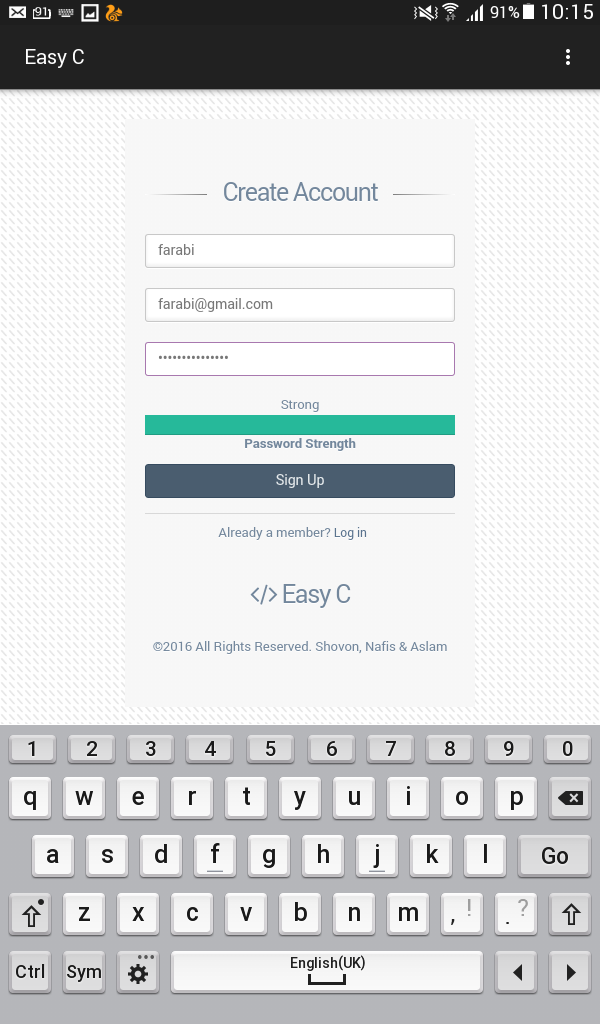 91 91% 10:15
Easy C
Create Account
farabi
farabi@gmail.com
•••••••••••••••
Strong
Password Strength
Sign Up
Already a member? Log in
</> Easy C
©2016 All Rights Reserved. Shovon, Nafis & Aslam
1 2 3 4 5 6 7 8 9 0
q w e r t y u i o p
a s d f g h j k l Go
z x c v b n m , ! . ?
Ctrl Sym English(UK)